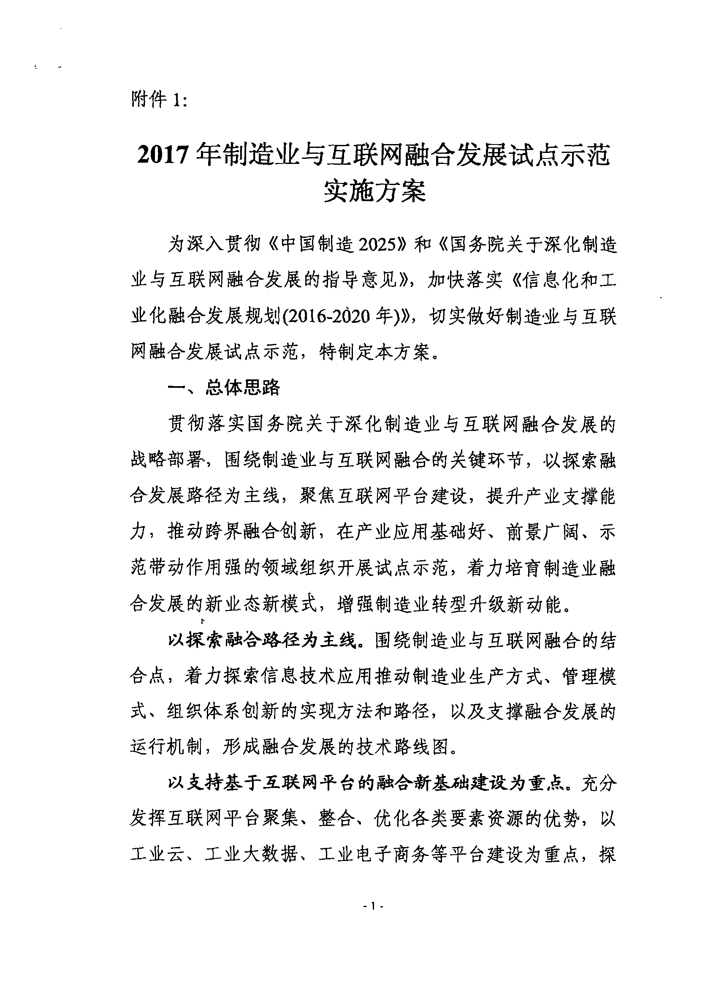 附件 1:
2017 年制造业与互联网融合发展试点示范
实施方案
为深入贯彻《中国制造 2025》和《国务院关于深化制造
业与互联网融合发展的指导意见》，加快落实《信息化和工
业化融合发展规划(2016-2020 年)》，切实做好制造业与互联
网融合发展试点示范，特制定本方案。
一、总体思路
贯彻落实国务院关于深化制造业与互联网融合发展的
战略部署，围绕制造业与互联网融合的关键环节，以探索融
合发展路径为主线，聚焦互联网平台建设，提升产业支撑能
力，推动跨界融合创新，在产业应用基础好、前景广阔、示
范带动作用强的领域组织开展试点示范，着力培育制造业融
合发展的新业态新模式，增强制造业转型升级新动能。
以探索融合路径为主线。围绕制造业与互联网融合的结
合点，着力探索信息技术应用推动制造业生产方式、管理模
式、组织体系创新的实现方法和路径，以及支撑融合发展的
运行机制，形成融合发展的技术路线图。
以支持基于互联网平台的融合新基础建设为重点。充分
发挥互联网平台聚集、整合、优化各类要素资源的优势，以
工业云、工业大数据、工业电子商务等平台建设为重点，探
- 1 -